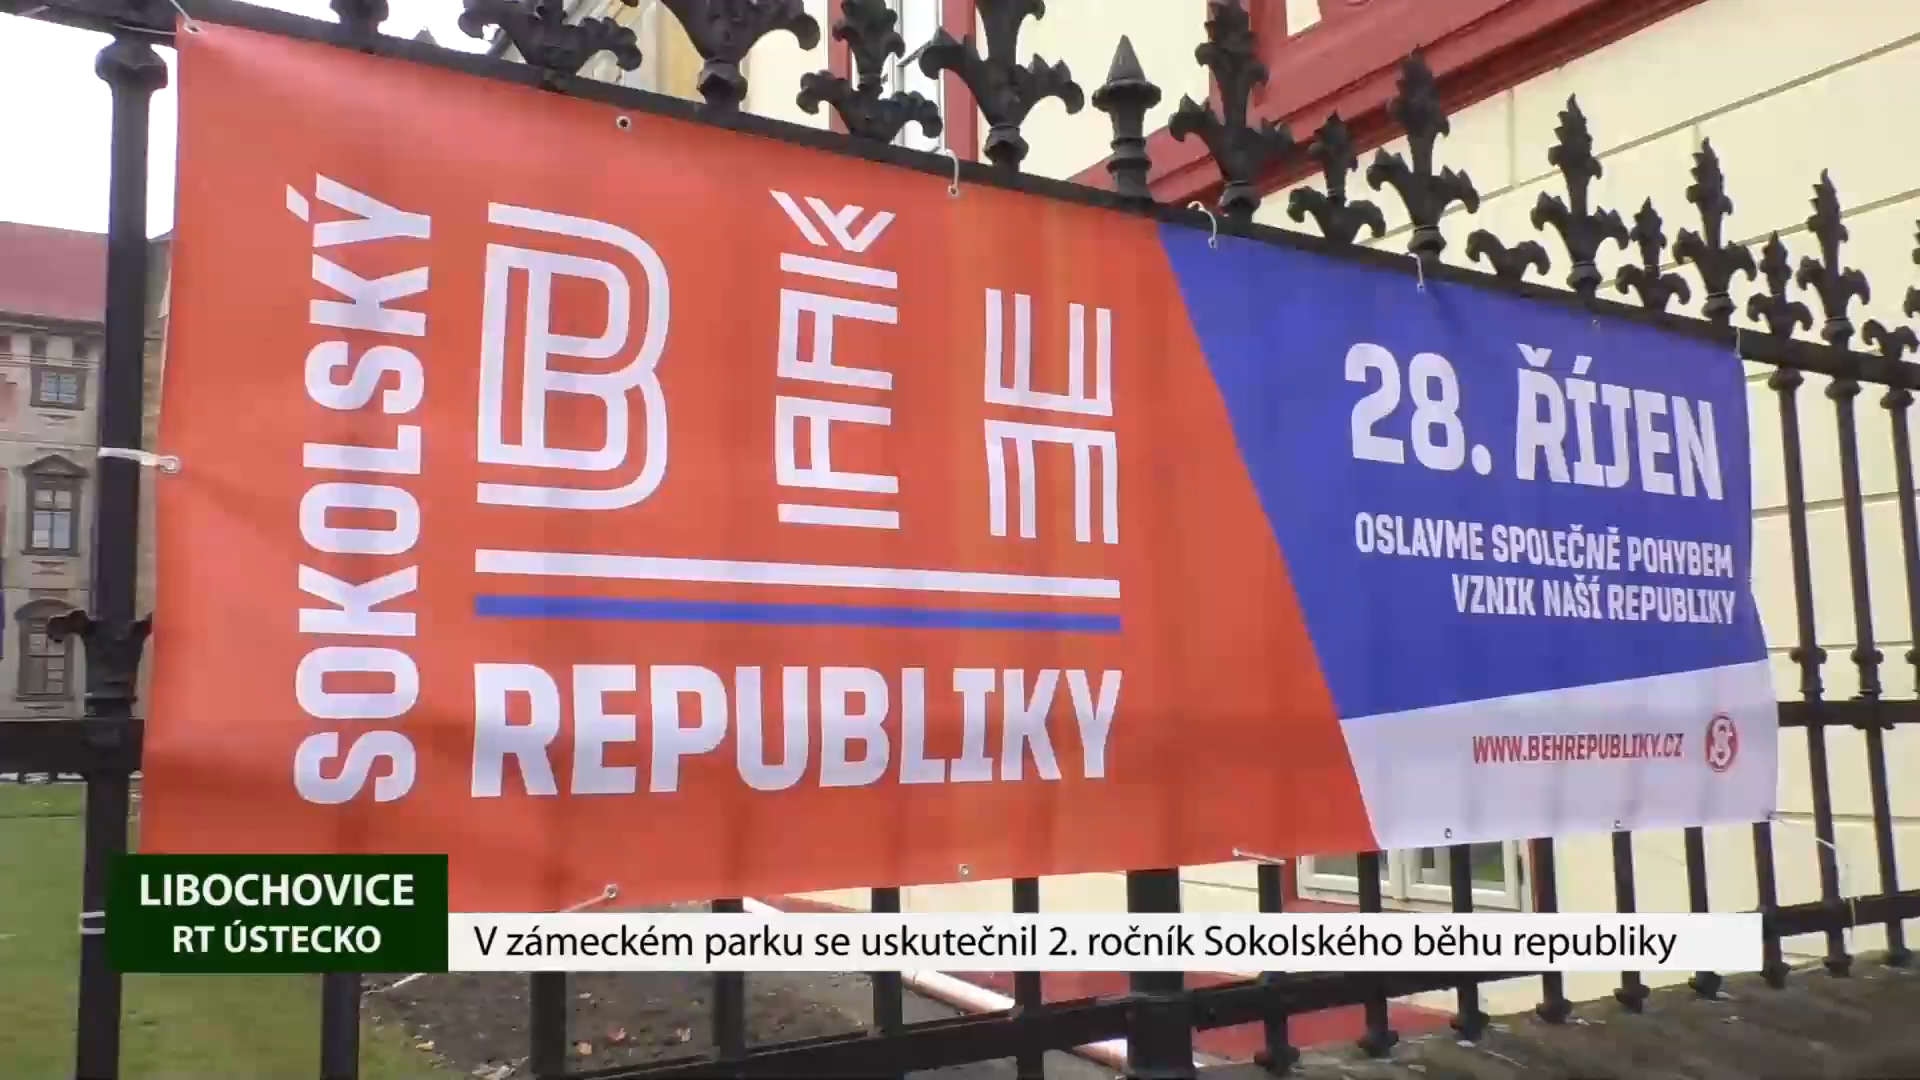 SOKOLSKÝ
BĚH
REPUBLIKY
28. ŘÍJEN
OSLAVME SPOLEČNĚ POHYBEM
VZNIK NAŠÍ REPUBLIKY
WWW.BEHREPUBLIKY.CZ
LIBOCHOVICE
RT ÚSTECKO
V zámeckém parku se uskutečnil 2. ročník Sokolského běhu republiky